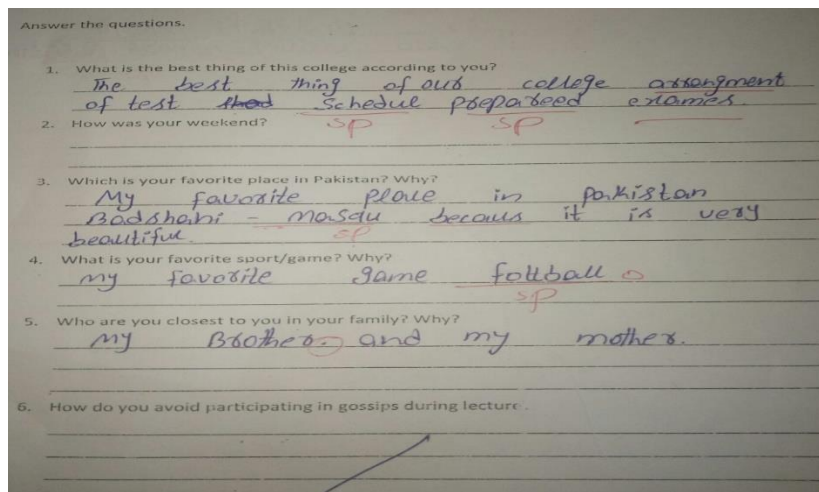 Answer the questions.
1. What is the best thing of this college according to you?
The best thing of our college arrangment
of test Schedul prepareed exames.
sp sp
2. How was your weekend?
3. Which is your favorite place in Pakistan? Why?
My favorite place in pakistan
Badshahi - masqu becaus it is very
beautiful. sp
4. What is your favorite sport/game? Why?
my favorite game fottball
sp
5. Who are you closest to you in your family? Why?
My Brother. and my mother.
6. How do you avoid participating in gossips during lecture.